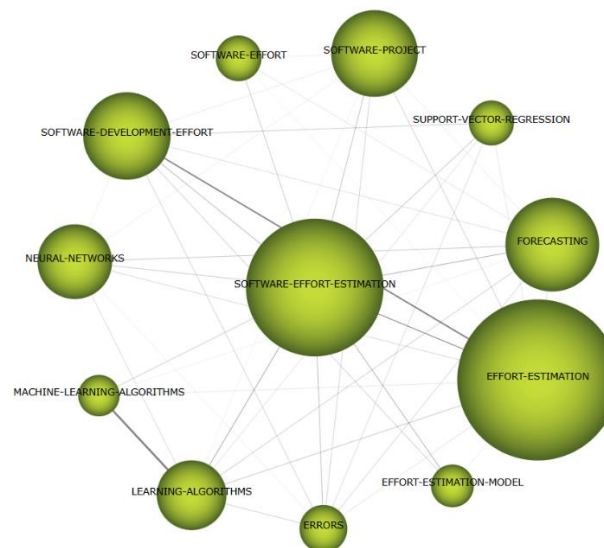 SOFTWARE-PROJECT
SOFTWARE-EFFORT
SUPPORT-VECTOR-REGRESSION
SOFTWARE-DEVELOPMENT-EFFORT
FORECASTING
NEURAL-NETWORKS
SOFTWARE-EFFORT-ESTIMATION
EFFORT-ESTIMATION
MACHINE-LEARNING-ALGORITHMS
EFFORT-ESTIMATION-MODEL
LEARNING-ALGORITHMS
ERRORS